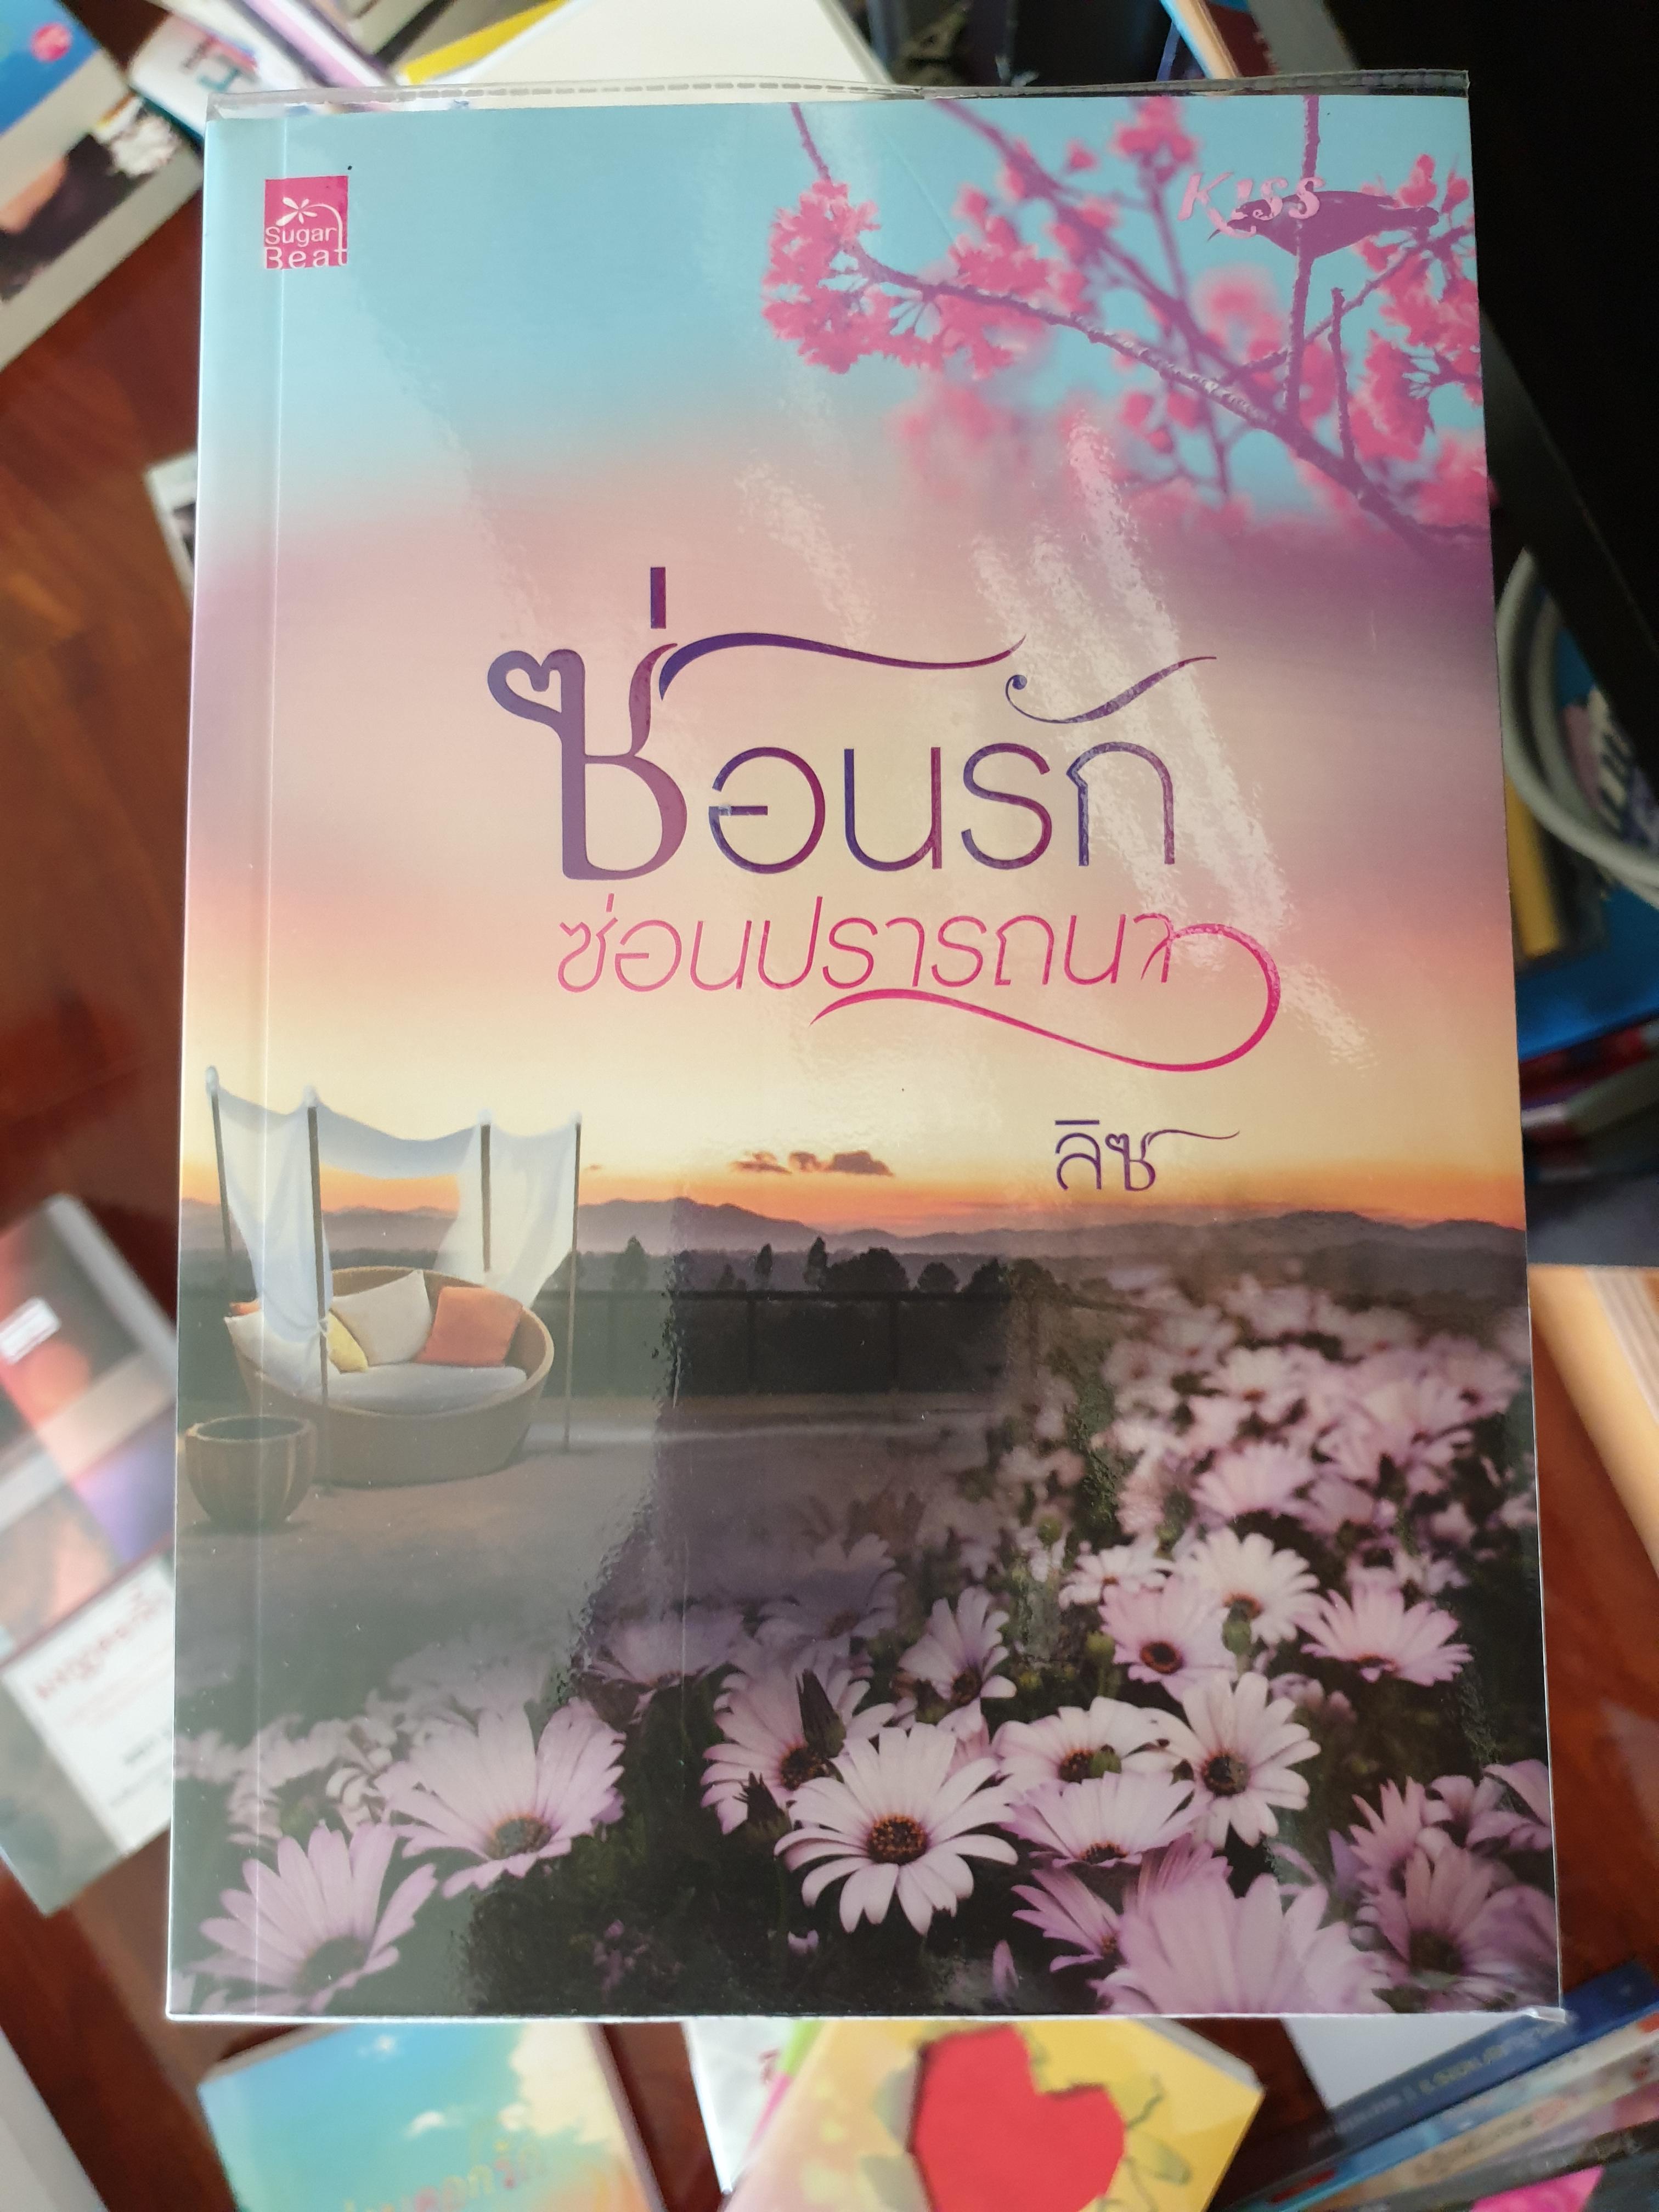 Sugar
Beat
Kiss
ซ่อนรัก
ซ่อนปรารถนา
ลิซ